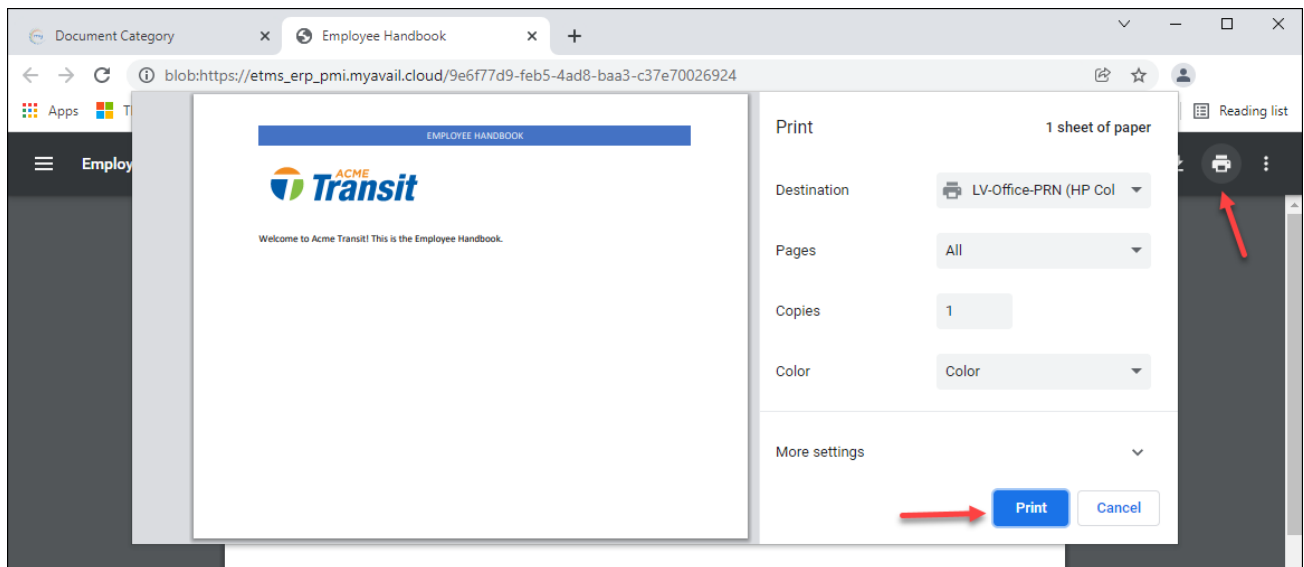 Document Category
Employee Handbook
blob:https://etms_erp_pmi.myavail.cloud/9e6f77d9-feb5-4ad8-baa3-c37e70026924
Apps
Reading list
Employ
EMPLOYEE HANDBOOK
ACME
Transit
Welcome to Acme Transit! This is the Employee Handbook.
Print 1 sheet of paper
Destination LV-Office-PRN (HP Col
Pages All
Copies 1
Color Color
More settings
Print Cancel